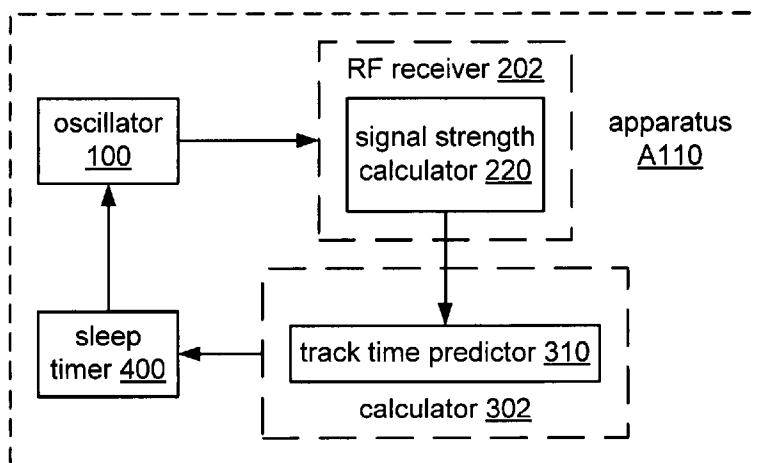 RF receiver 202
oscillator
100
signal strength
calculator 220
apparatus
A110
sleep
timer 400
track time predictor 310
calculator 302